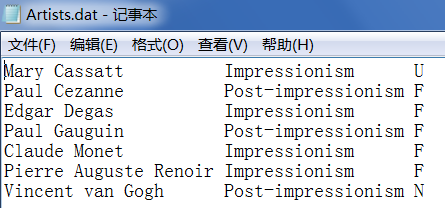 Artists.dat - 记事本
文件(F) 编辑(E) 格式(O) 查看(V) 帮助(H)
Mary Cassatt Impressionism U
Paul Cezanne Post-impressionism F
Edgar Degas Impressionism F
Paul Gauguin Post-impressionism F
Claude Monet Impressionism F
Pierre Auguste Renoir Impressionism F
Vincent van Gogh Post-impressionism N